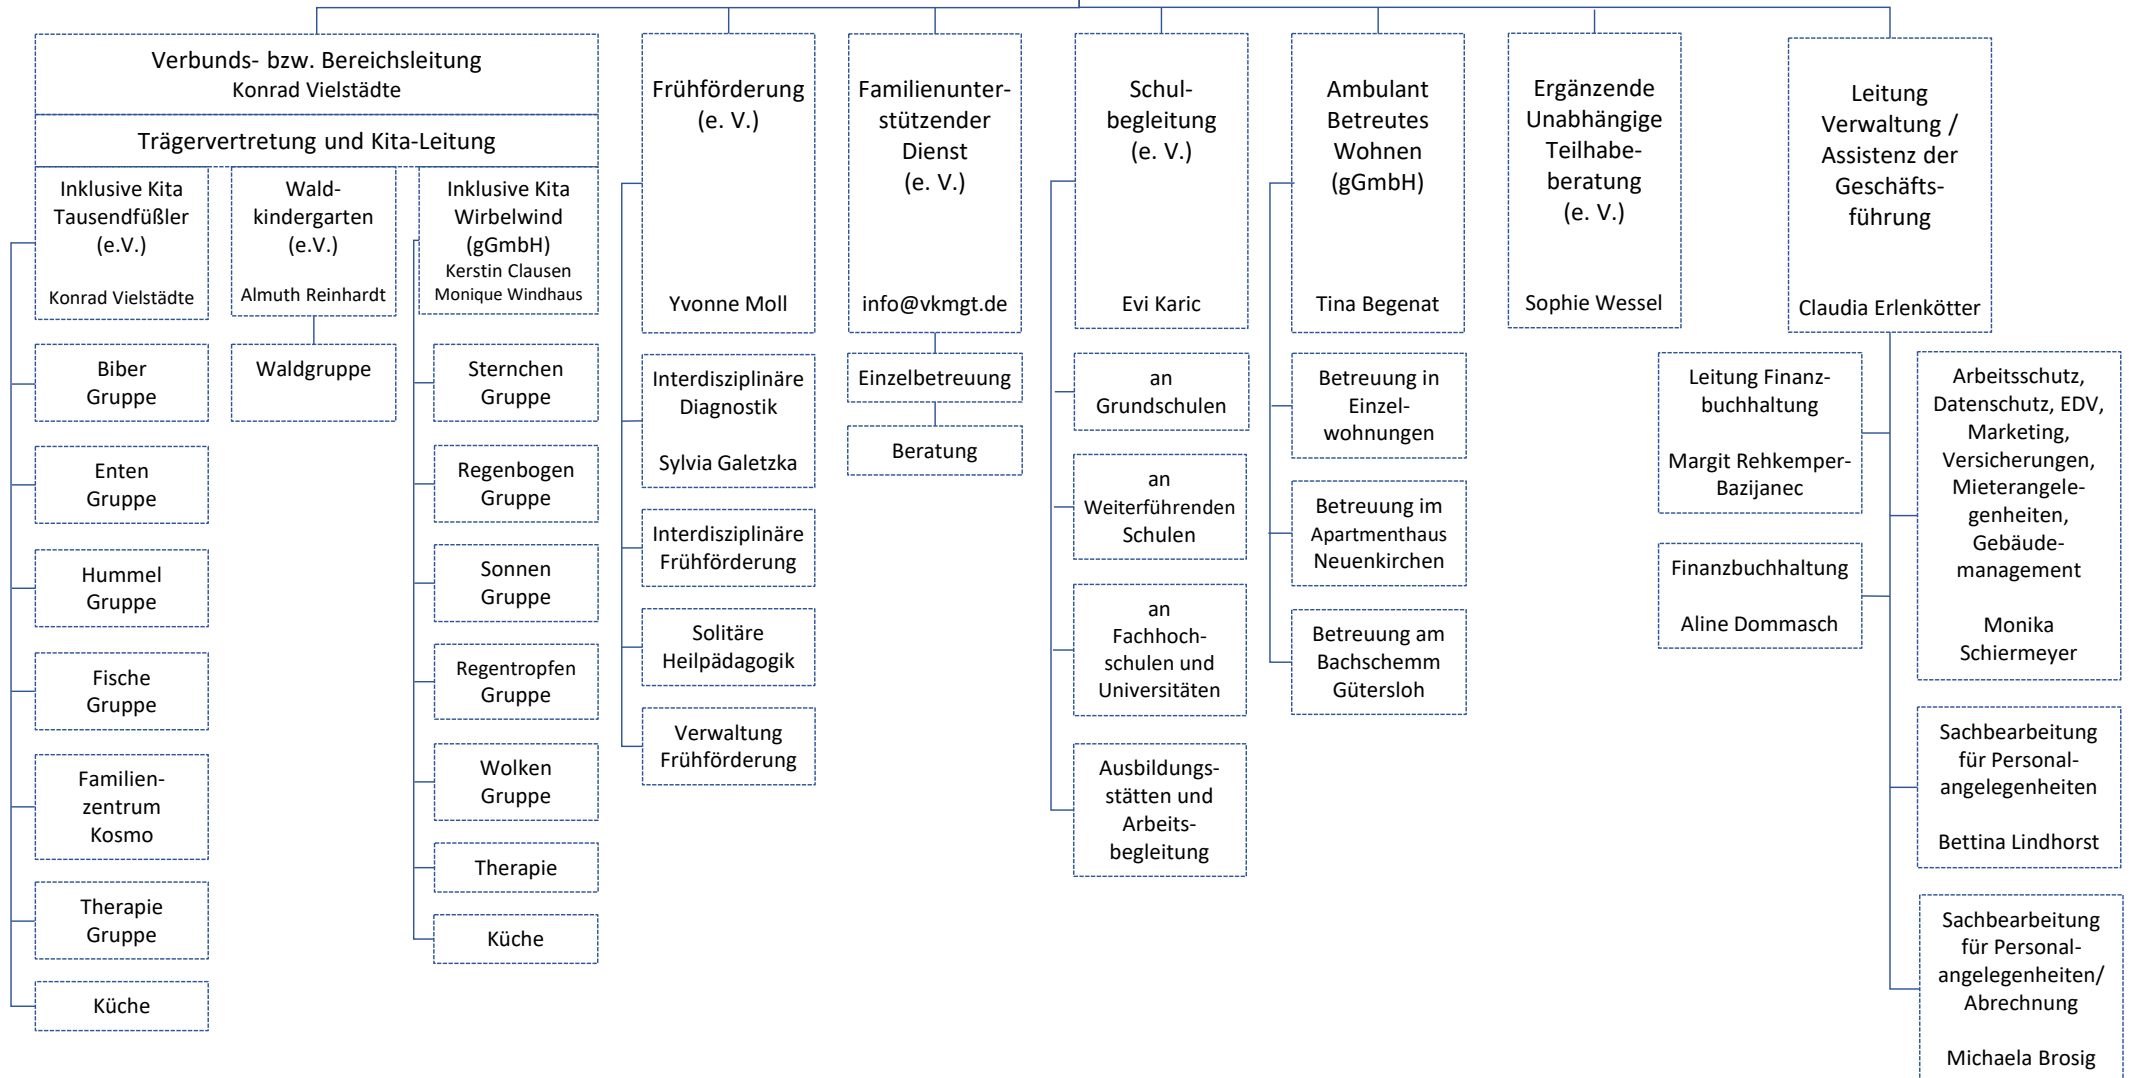 Verbunds- bzw. Bereichsleitung
Konrad Vielstädte
Trägervertretung und Kita-Leitung
Inklusive Kita
Tausendfüßler
(e.V.)
Konrad Vielstädte
Biber
Gruppe
Enten
Gruppe
Hummel
Gruppe
Fische
Gruppe
Familien-
zentrum
Kosmo
Therapie
Gruppe
Küche
Wald-
kindergarten
(e.V.)
Almuth Reinhardt
Waldgruppe
Inklusive Kita
Wirbelwind
(gGmbH)
Kerstin Clausen
Monique Windhaus
Sternchen
Gruppe
Regenbogen
Gruppe
Sonnen
Gruppe
Regentropfen
Gruppe
Wolken
Gruppe
Therapie
Küche
Frühförderung
(e. V.)
Yvonne Moll
Interdisziplinäre
Diagnostik
Sylvia Galetzka
Interdisziplinäre
Frühförderung
Solitäre
Heilpädagogik
Verwaltung
Frühförderung
Familienunter-
stützender
Dienst
(e. V.)
info@vkmgt.de
Einzelbetreuung
Beratung
Schul-
begleitung
(e. V.)
Evi Karic
an
Grundschulen
an
Weiterführenden
Schulen
an
Fachhoch-
schulen und
Universitäten
Ausbildungs-
stätten und
Arbeits-
begleitung
Ambulant
Betreutes
Wohnen
(gGmbH)
Tina Begenat
Betreuung in
Einzel-
wohnungen
Betreuung im
Apartmenthaus
Neuenkirchen
Betreuung am
Bachschemm
Gütersloh
Ergänzende
Unabhängige
Teilhabe-
beratung
(e. V.)
Sophie Wessel
Leitung
Verwaltung /
Assistenz der
Geschäfts-
führung
Claudia Erlenkötter
Leitung Finanz-
buchhaltung
Margit Rehkemper-
Bazijanec
Finanzbuchhaltung
Aline Dommasch
Arbeitsschutz,
Datenschutz, EDV,
Marketing,
Versicherungen,
Mieterangele-
genheiten,
Gebäude-
management
Monika
Schiermeyer
Sachbearbeitung
für Personal-
angelegenheiten
Bettina Lindhorst
Sachbearbeitung
für Personal-
angelegenheiten/
Abrechnung
Michaela Brosig